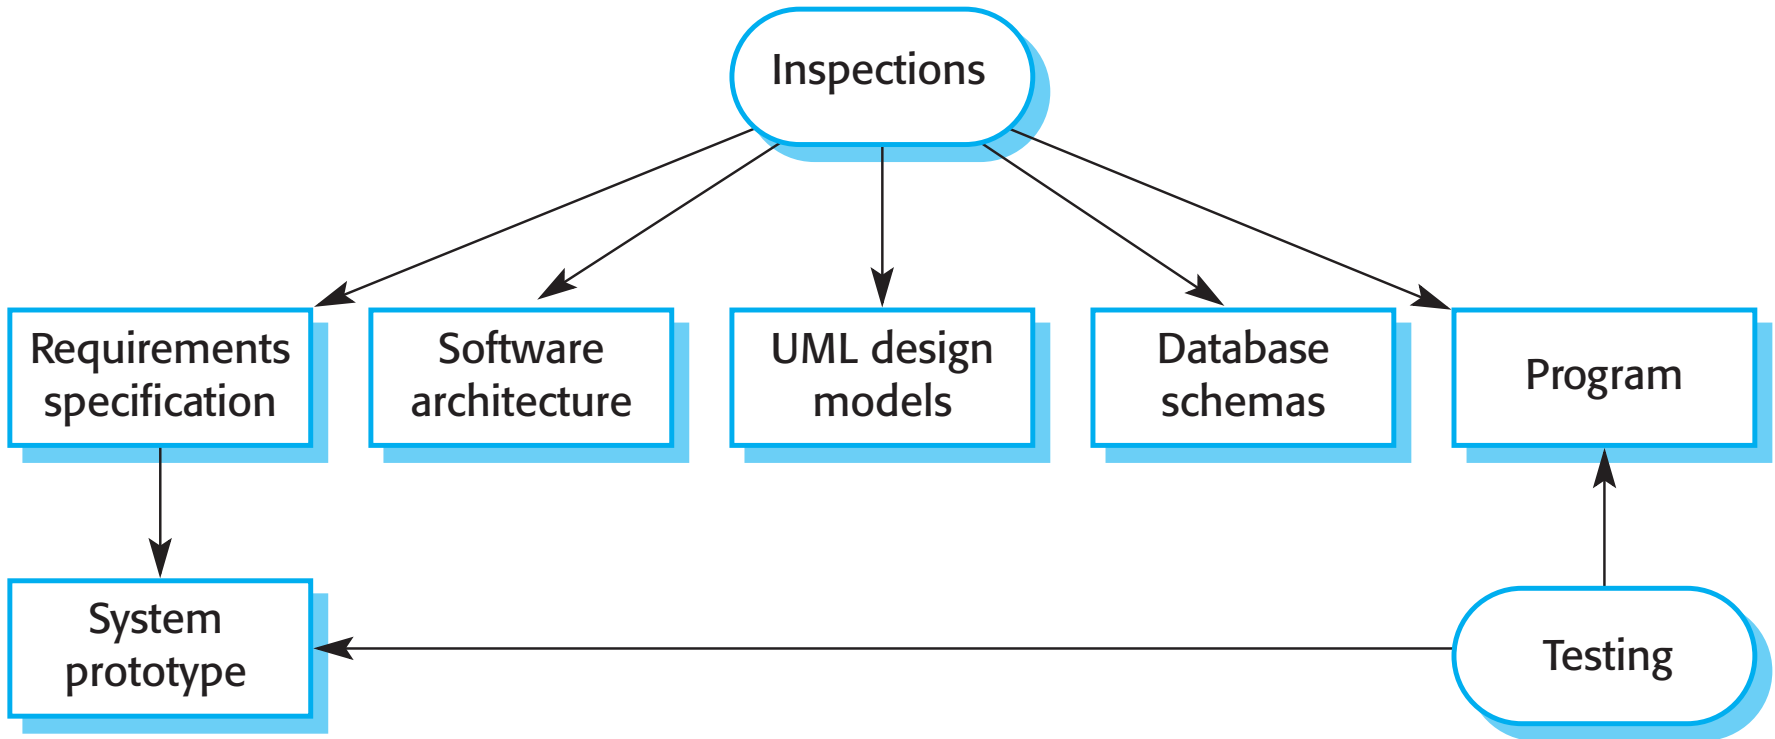 Inspections
Requirements
specification
Software
architecture
UML design
models
Database
schemas
Program
System
prototype
Testing